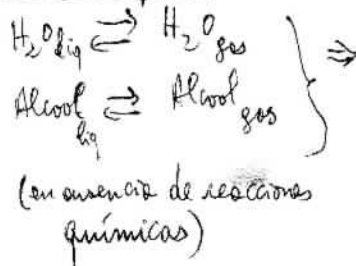 H₂O liq ⇌ H₂O gas
Alcool liq ⇌ Alcool gas } ⇒
(en ausencia de reacciones
químicas)